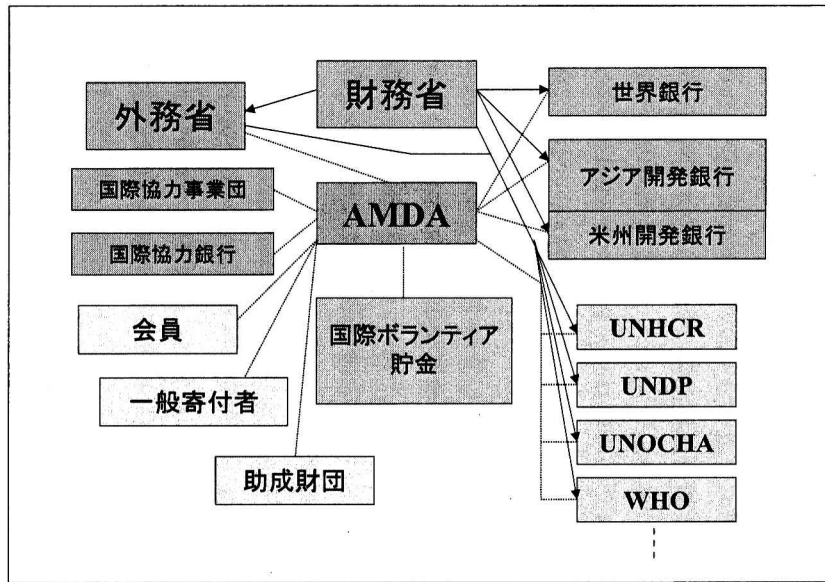 財務省
外務省
世界銀行
アジア開発銀行
国際協力事業団
AMDA
米州開発銀行
国際協力銀行
会員
国際ボランティア
貯金
UNHCR
一般寄付者
UNDP
UNOCHA
助成財団
WHO